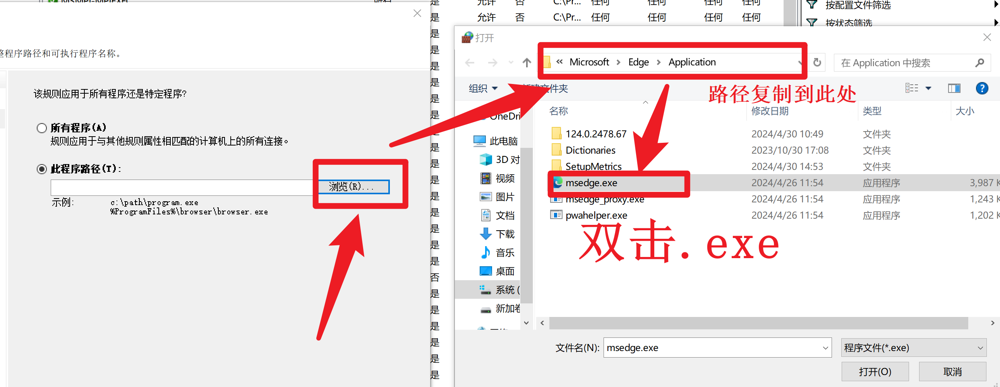 MSMPI-MPIEXEC
所有
是 允许 否 C:\Pr... 任何 任何 任何 任何
是 允许 否 C:\Pr... 任何 任何 任何 任何
按配置文件筛选
按状态筛选
整程序路径和可执行程序名称。
该规则应用于所有程序还是特定程序?
所有程序(A)
规则应用于与其他规则属性相匹配的计算机上的所有连接。
此程序路径(T):
浏览(R)...
示例: c:\path\program.exe
%ProgramFiles%\browser\browser.exe
是
是
是
是
是
是
是
是
是
是
是
是
是
是
否
是
是
是
是
是
是
打开
« Microsoft > Edge > Application
在 Application 中搜索
组织 新建文件夹
路径复制到此处
名称 修改日期 类型 大小
OneDri
此电脑
3D 对
视频
图片
文档
下载
音乐
桌面
系统 (
新加卷
124.0.2478.67 2024/4/30 10:49 文件夹
Dictionaries 2023/10/30 17:08 文件夹
SetupMetrics 2024/4/30 14:53 文件夹
msedge.exe 2024/4/26 11:54 应用程序 3,987 K
msedge_proxy.exe 2024/4/26 11:54 应用程序 1,243 K
pwahelper.exe 2024/4/26 11:54 应用程序 1,202 K
双击.exe
文件名(N): msedge.exe 程序文件(*.exe)
打开(O) 取消